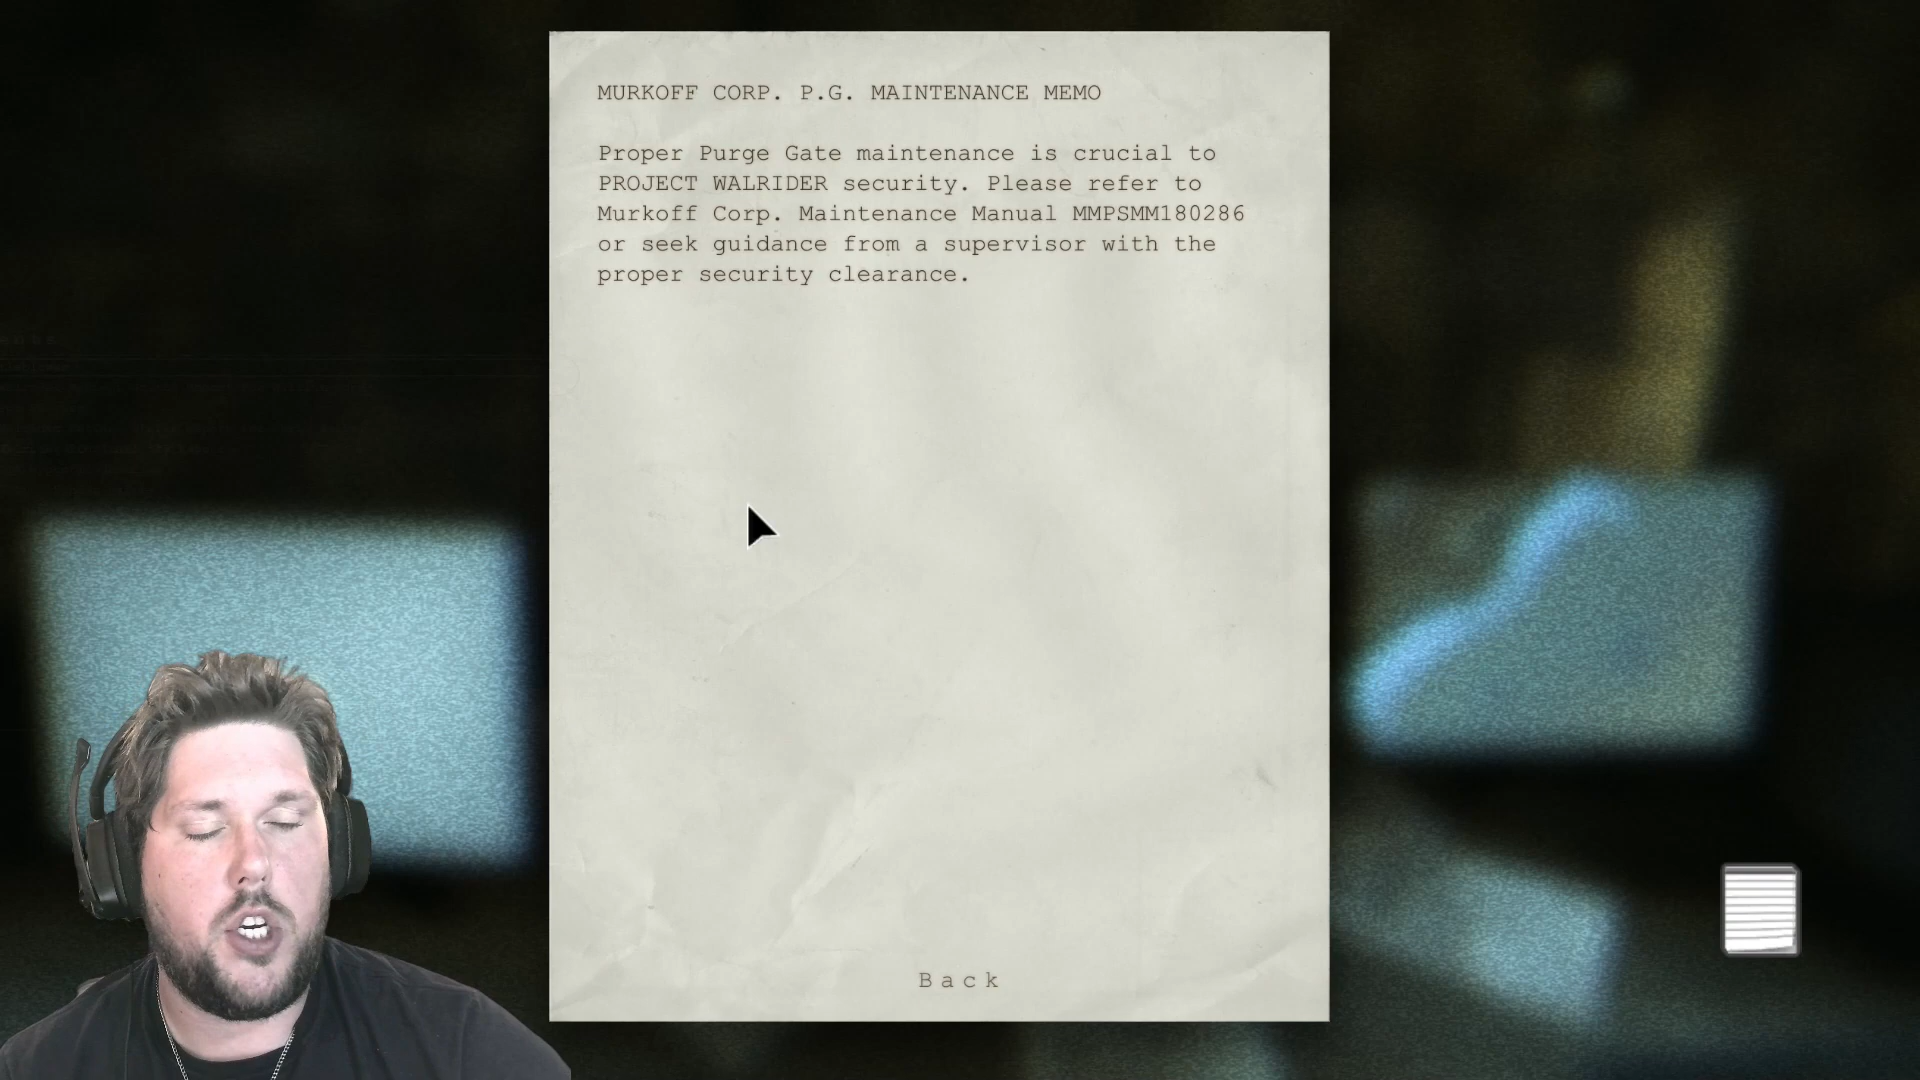 MURKOFF CORP. P.G. MAINTENANCE MEMO
Proper Purge Gate maintenance is crucial to
PROJECT WALRIDER security. Please refer to
Murkoff Corp. Maintenance Manual MMPSMM180286
or seek guidance from a supervisor with the
proper security clearance.
Back